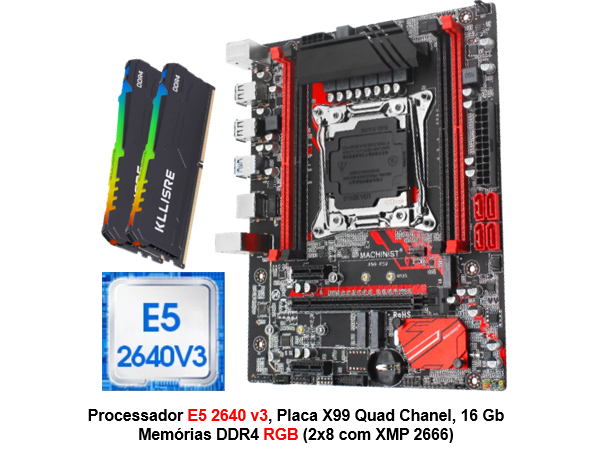 DDR4
DDR4
KLLISRE
MACHINIST
RoHS
E5
2640V3
Processador E5 2640 v3, Placa X99 Quad Chanel, 16 Gb
Memórias DDR4 RGB (2x8 com XMP 2666)